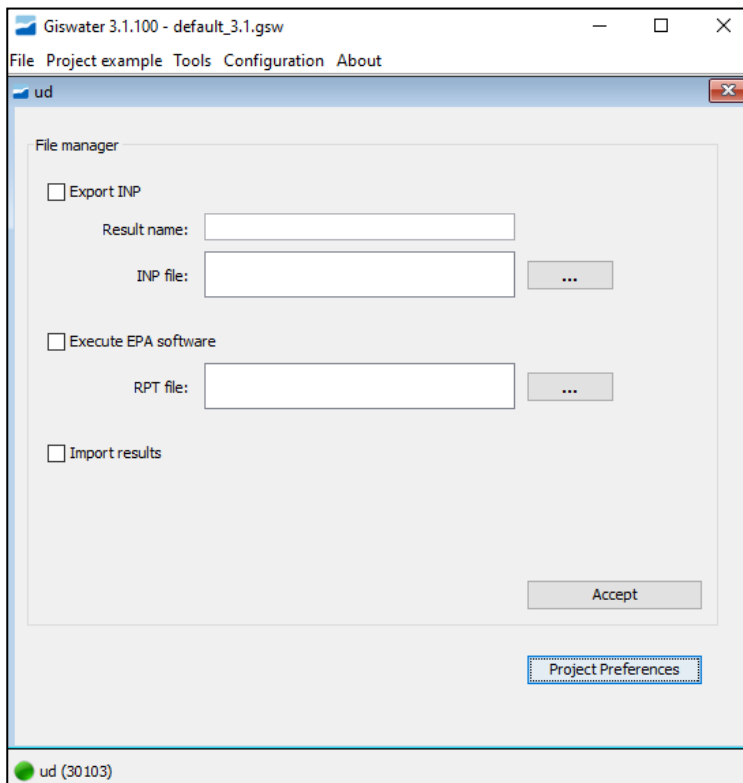 Giswater 3.1.100 - default_3.1.gsw
File Project example Tools Configuration About
ud
File manager
Export INP
Result name:
INP file: ...
Execute EPA software
RPT file: ...
Import results
Accept
Project Preferences
ud (30103)